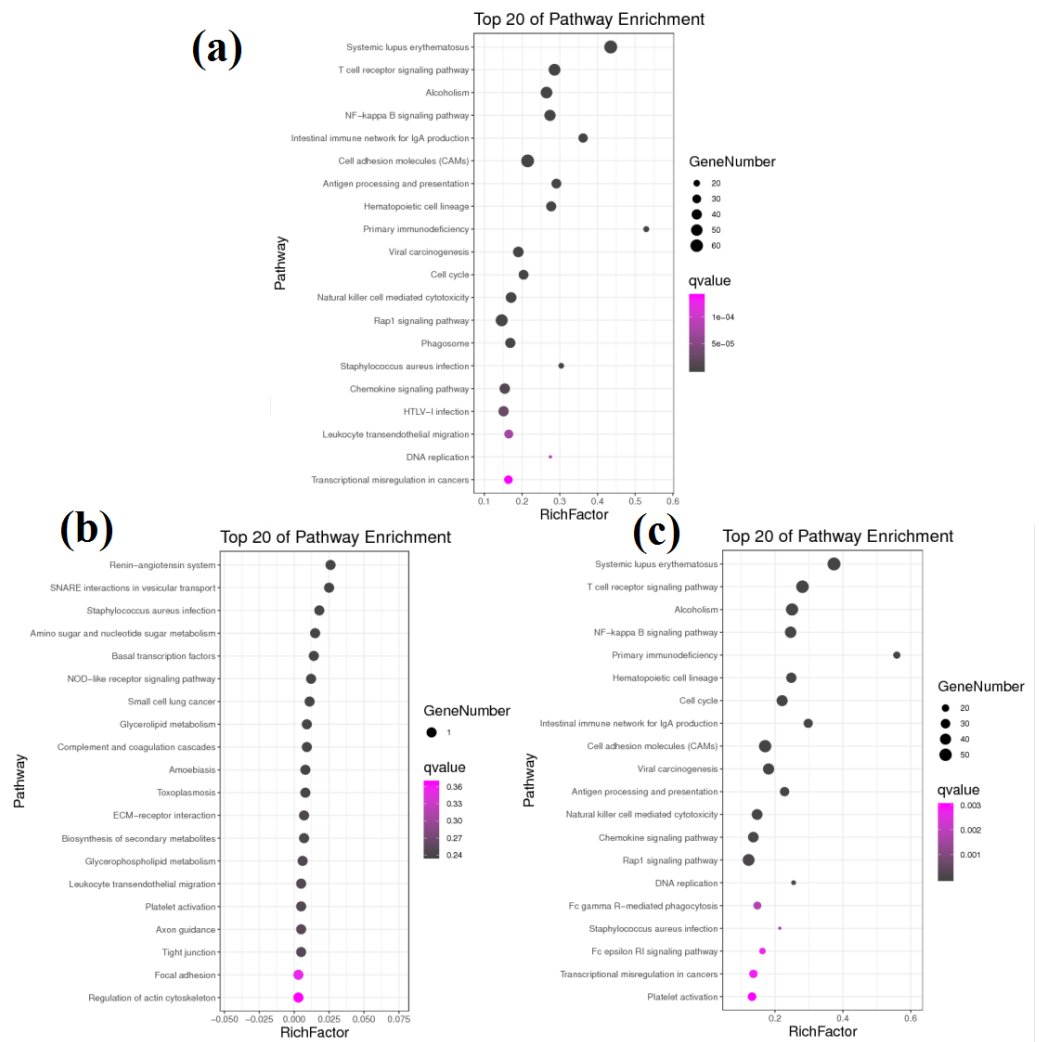 (a)
Top 20 of Pathway Enrichment
Systemic lupus erythematosus
T cell receptor signaling pathway
Alcoholism
NF−kappa B signaling pathway
Intestinal immune network for IgA production
Cell adhesion molecules (CAMs)
Antigen processing and presentation
Hematopoietic cell lineage
Primary immunodeficiency
Viral carcinogenesis
Cell cycle
Natural killer cell mediated cytotoxicity
Rap1 signaling pathway
Phagosome
Staphylococcus aureus infection
Chemokine signaling pathway
HTLV−I infection
Leukocyte transendothelial migration
DNA replication
Transcriptional misregulation in cancers
Pathway
0.1 0.2 0.3 0.4 0.5 0.6
RichFactor
GeneNumber
20
30
40
50
60
qvalue
1e−04
5e−05
(b)
Top 20 of Pathway Enrichment
Renin−angiotensin system
SNARE interactions in vesicular transport
Staphylococcus aureus infection
Amino sugar and nucleotide sugar metabolism
Basal transcription factors
NOD−like receptor signaling pathway
Small cell lung cancer
Glycerolipid metabolism
Complement and coagulation cascades
Amoebiasis
Toxoplasmosis
ECM−receptor interaction
Biosynthesis of secondary metabolites
Glycerophospholipid metabolism
Leukocyte transendothelial migration
Platelet activation
Axon guidance
Tight junction
Focal adhesion
Regulation of actin cytoskeleton
Pathway
−0.050 −0.025 0.000 0.025 0.050 0.075
RichFactor
GeneNumber
1
qvalue
0.36
0.33
0.30
0.27
0.24
(c)
Top 20 of Pathway Enrichment
Systemic lupus erythematosus
T cell receptor signaling pathway
Alcoholism
NF−kappa B signaling pathway
Primary immunodeficiency
Hematopoietic cell lineage
Cell cycle
Intestinal immune network for IgA production
Cell adhesion molecules (CAMs)
Viral carcinogenesis
Antigen processing and presentation
Natural killer cell mediated cytotoxicity
Chemokine signaling pathway
Rap1 signaling pathway
DNA replication
Fc gamma R−mediated phagocytosis
Staphylococcus aureus infection
Fc epsilon RI signaling pathway
Transcriptional misregulation in cancers
Platelet activation
Pathway
0.2 0.4 0.6
RichFactor
GeneNumber
20
30
40
50
qvalue
0.003
0.002
0.001